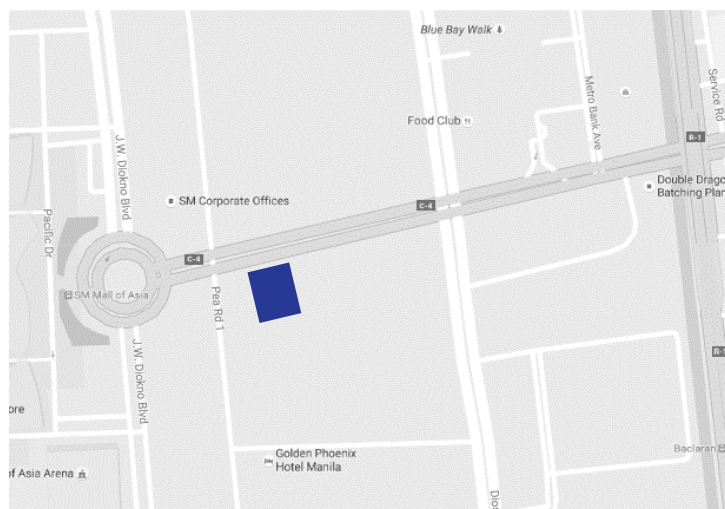 Blue Bay Walk
Service Rd
Metro Bank Ave
Food Club
R-1
J.W. Diokno Blvd
Double Drago
Batching Plan
SM Corporate Offices
C-4
Pacific Dr
C-4
SM Mall of Asia
Pea Rd 1
J.W. Diokno Blvd
R-1
ore
Baclaran
Golden Phoenix
Hotel Manila
of Asia Arena
Dios